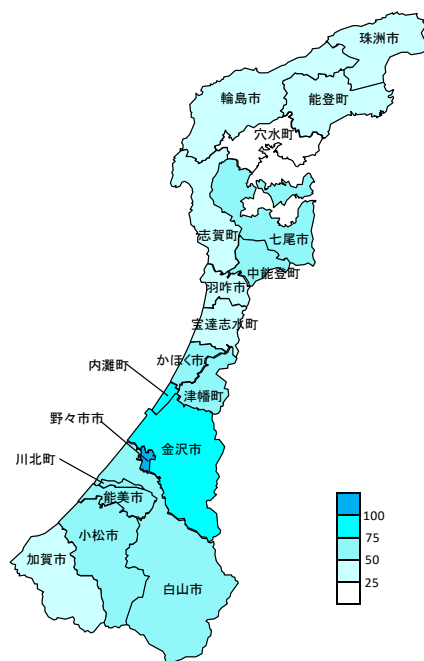 珠洲市
輪島市
能登町
穴水町
志賀町
七尾市
中能登町
羽咋市
宝達志水町
かほく市
内灘町
津幡町
野々市市
金沢市
川北町
能美市
小松市
加賀市
白山市
100
75
50
25